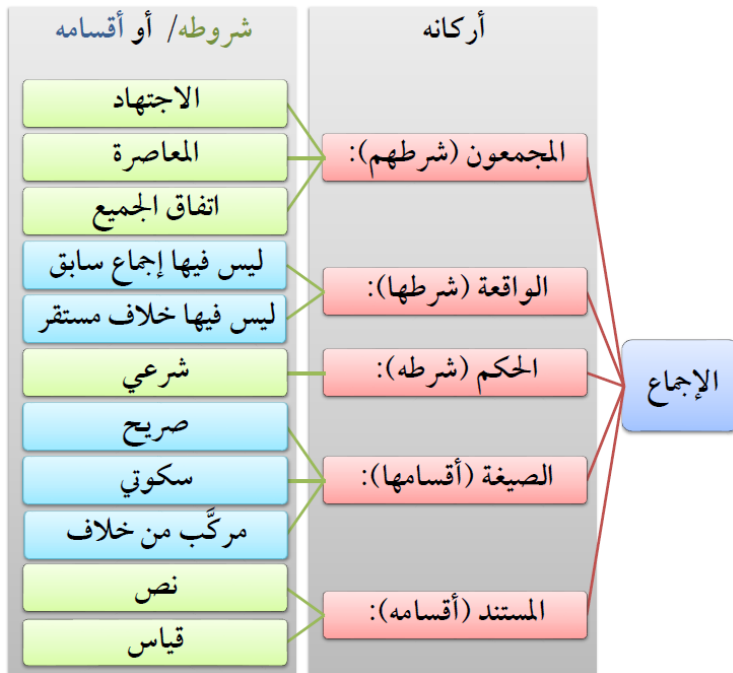 أركانه
شروطه/ أو أقسامه
الإجماع
المجمعون (شرطهم):
الاجتهاد
المعاصرة
اتفاق الجميع
الواقعة (شرطها):
ليس فيها إجماع سابق
ليس فيها خلاف مستقر
الحكم (شرطه):
شرعي
الصيغة (أقسامها):
صريح
سكوتي
مركَّب من خلاف
المستند (أقسامه):
نص
قياس